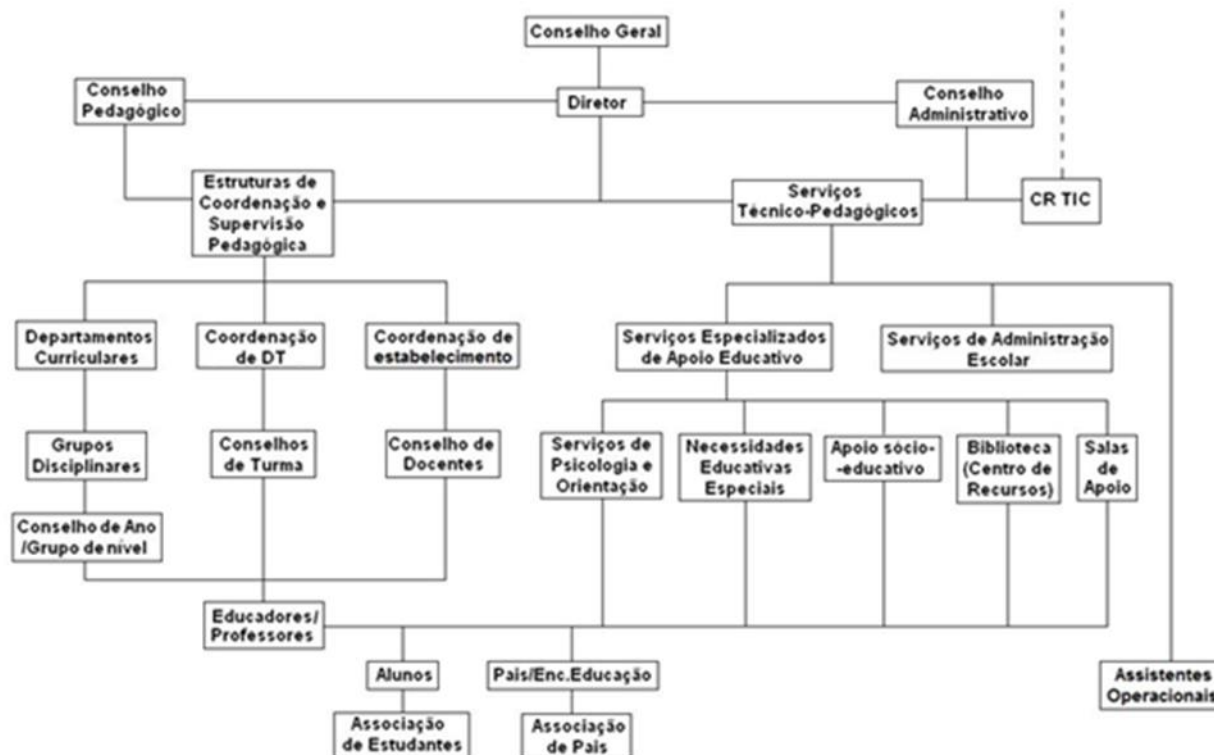 Conselho Geral
Conselho
Pedagógico
Diretor
Conselho
Administrativo
Estruturas de
Coordenação e
Supervisão
Pedagógica
Serviços
Técnico-Pedagógicos
CR TIC
Departamentos
Curriculares
Coordenação
de DT
Coordenação de
estabelecimento
Serviços Especializados
de Apoio Educativo
Serviços de Administração
Escolar
Grupos
Disciplinares
Conselhos
de Turma
Conselho de
Docentes
Serviços de
Psicologia e
Orientação
Necessidades
Educativas
Especiais
Apoio sócio-
-educativo
Biblioteca
(Centro de
Recursos)
Salas
de
Apoio
Conselho de Ano
/Grupo de nível
Educadores/
Professores
Alunos
Pais/Enc.Educação
Assistentes
Operacionais
Associação
de Estudantes
Associação
de Pais